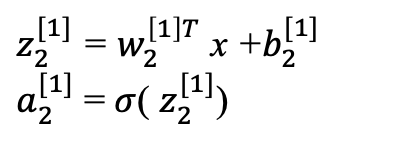 z₂^[1] = w₂^[1]T x +b₂^[1]
a₂^[1] = σ( z₂^[1])